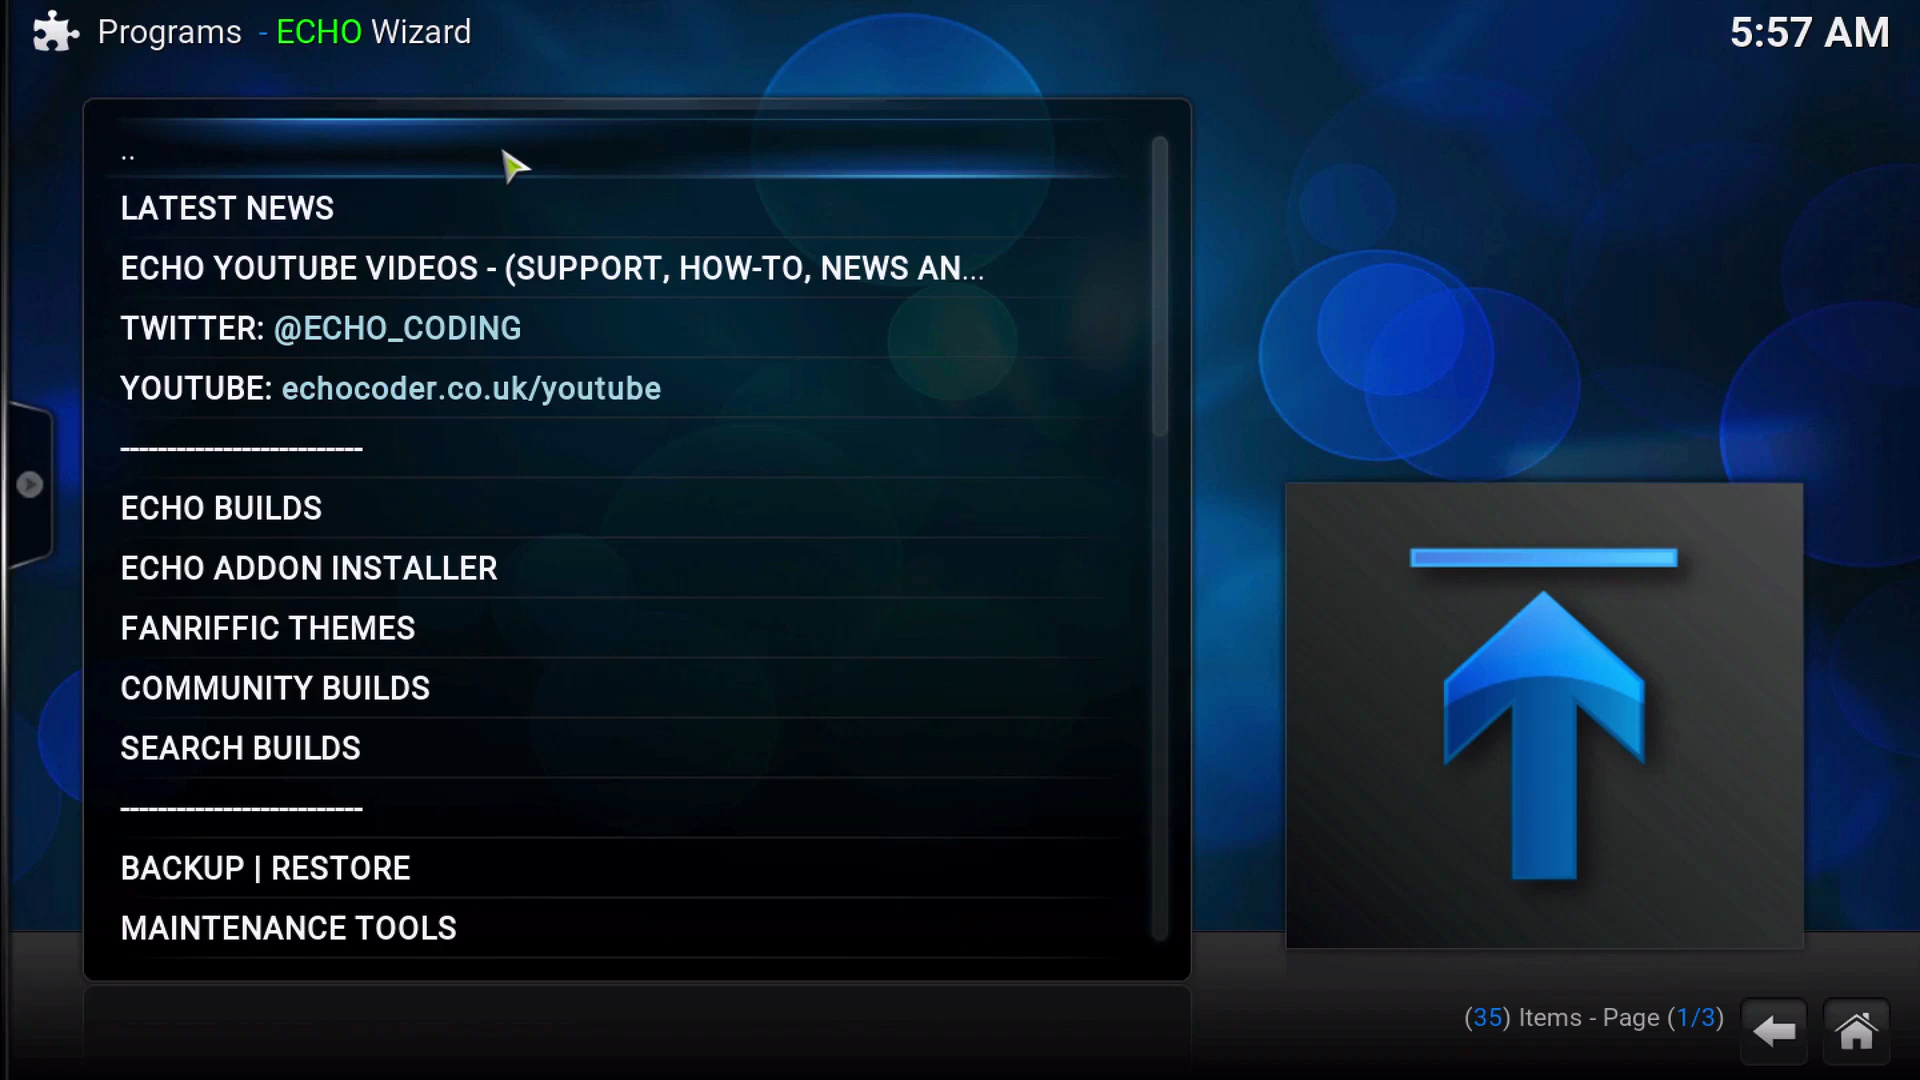 Programs - ECHO Wizard
5:57 AM
..
LATEST NEWS
ECHO YOUTUBE VIDEOS - (SUPPORT, HOW-TO, NEWS AN...
TWITTER: @ECHO_CODING
YOUTUBE: echocoder.co.uk/youtube
--------------------------
ECHO BUILDS
ECHO ADDON INSTALLER
FANRIFFIC THEMES
COMMUNITY BUILDS
SEARCH BUILDS
--------------------------
BACKUP | RESTORE
MAINTENANCE TOOLS
(35) Items - Page (1/3)